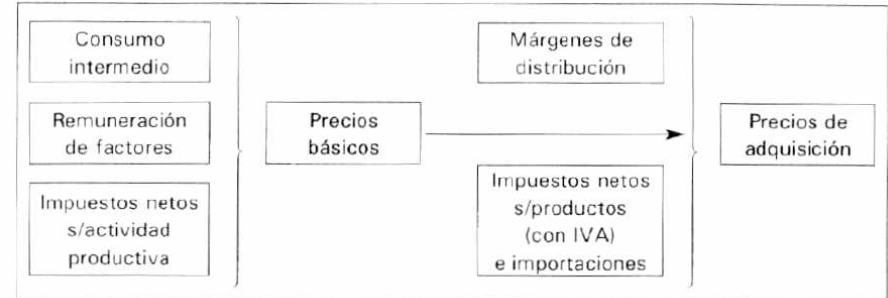 Consumo
intermedio
Remuneración
de factores
Impuestos netos
s/actividad
productiva
Precios
básicos
Márgenes de
distribución
Impuestos netos
s/productos
(con IVA)
e importaciones
Precios de
adquisición